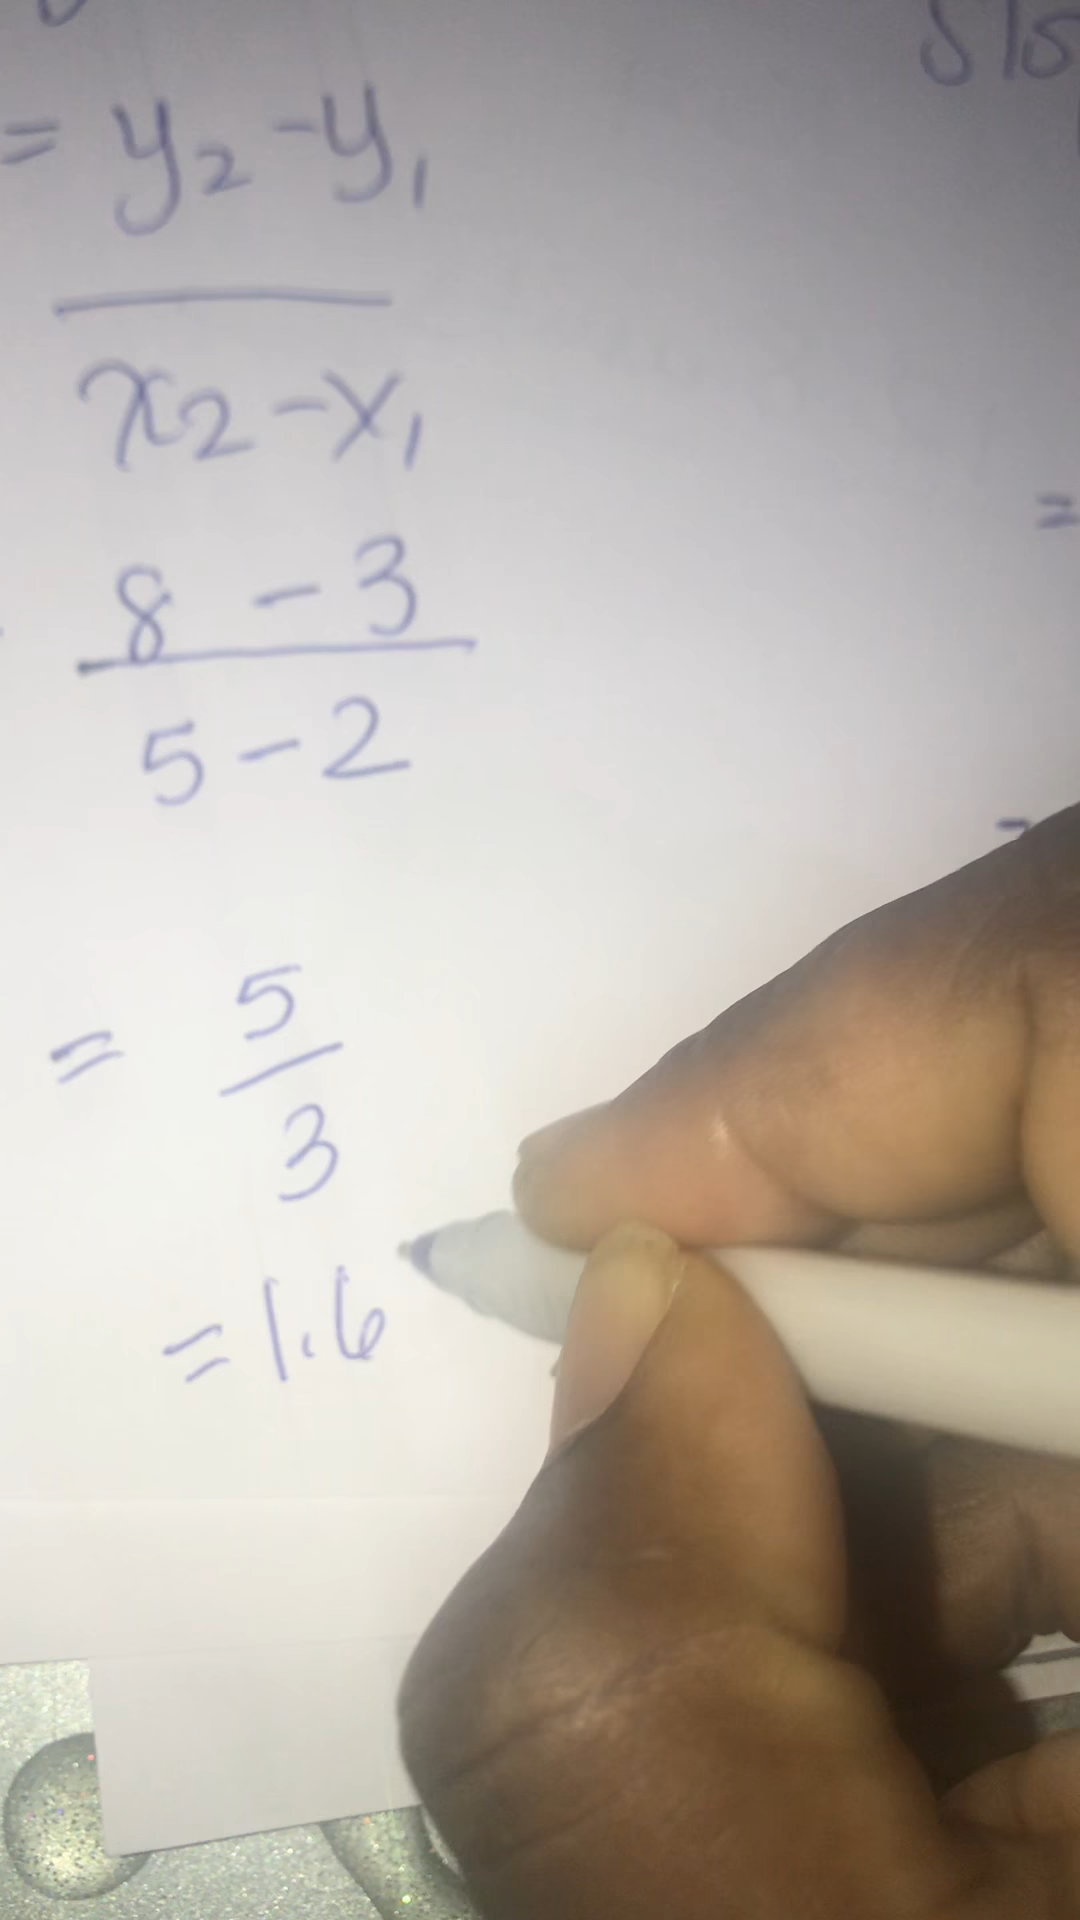 = y₂ - y₁
x₂ - x₁
8 - 3
5 - 2
= 5
3
= 1.6
=
-